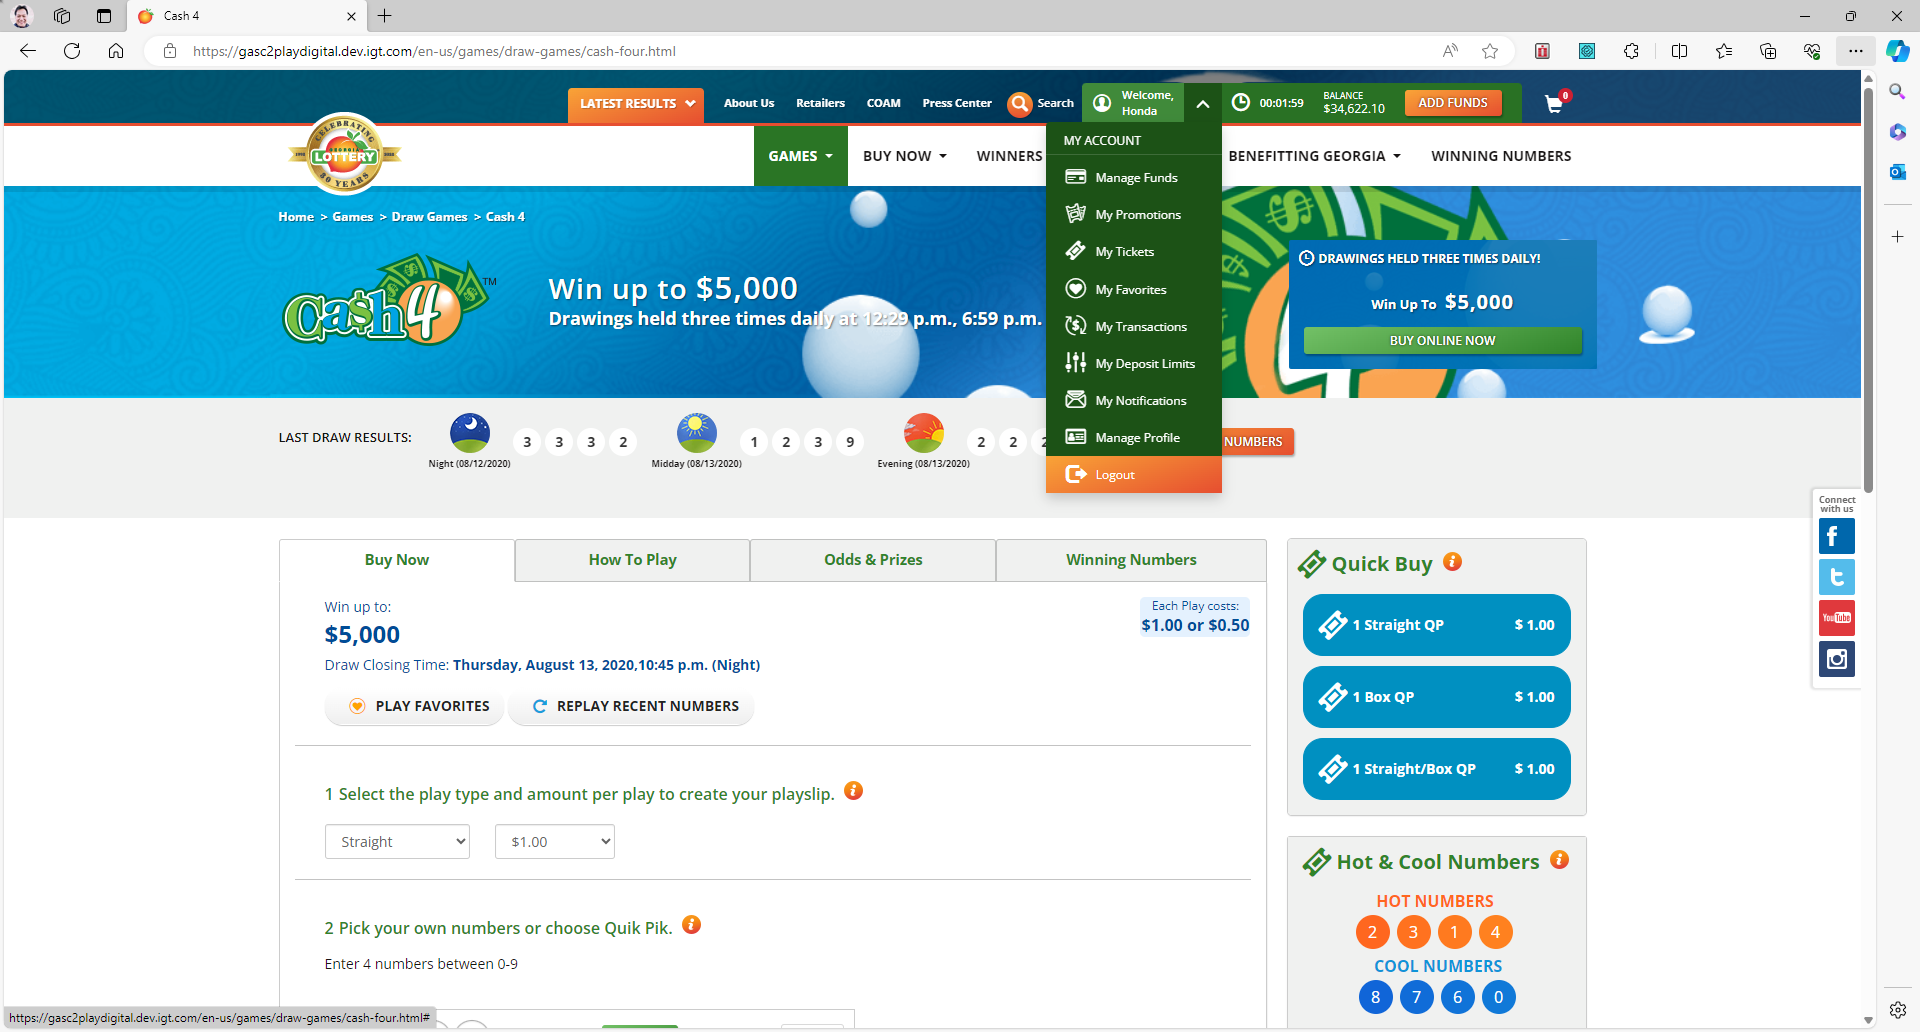 Cash 4
https://gasc2playdigital.dev.igt.com/en-us/games/draw-games/cash-four.html
LATEST RESULTS
About Us
Retailers
COAM
Press Center
Search
Welcome,
Honda
00:01:59
BALANCE
$34,622.10
ADD FUNDS
0
CELEBRATING
GEORGIA
LOTTERY
30 YEARS
GAMES
BUY NOW
WINNERS
BENEFITTING GEORGIA
WINNING NUMBERS
MY ACCOUNT
Manage Funds
My Promotions
My Tickets
My Favorites
My Transactions
My Deposit Limits
My Notifications
Manage Profile
Logout
Home > Games > Draw Games > Cash 4
Ca$h 4 TM
Win up to $5,000
Drawings held three times daily at 12:29 p.m., 6:59 p.m.
DRAWINGS HELD THREE TIMES DAILY!
Win Up To $5,000
BUY ONLINE NOW
LAST DRAW RESULTS:
Night (08/12/2020)
3 3 3 2
Midday (08/13/2020)
1 2 3 9
Evening (08/13/2020)
2 2
NUMBERS
Connect
with us
f
t
YouTube
Buy Now
How To Play
Odds & Prizes
Winning Numbers
Win up to:
$5,000
Each Play costs:
$1.00 or $0.50
Draw Closing Time: Thursday, August 13, 2020,10:45 p.m. (Night)
PLAY FAVORITES
REPLAY RECENT NUMBERS
1 Select the play type and amount per play to create your playslip.
Straight
$1.00
2 Pick your own numbers or choose Quik Pik.
Enter 4 numbers between 0-9
Quick Buy
1 Straight QP $ 1.00
1 Box QP $ 1.00
1 Straight/Box QP $ 1.00
Hot & Cool Numbers
HOT NUMBERS
2 3 1 4
COOL NUMBERS
8 7 6 0
https://gasc2playdigital.dev.igt.com/en-us/games/draw-games/cash-four.html#